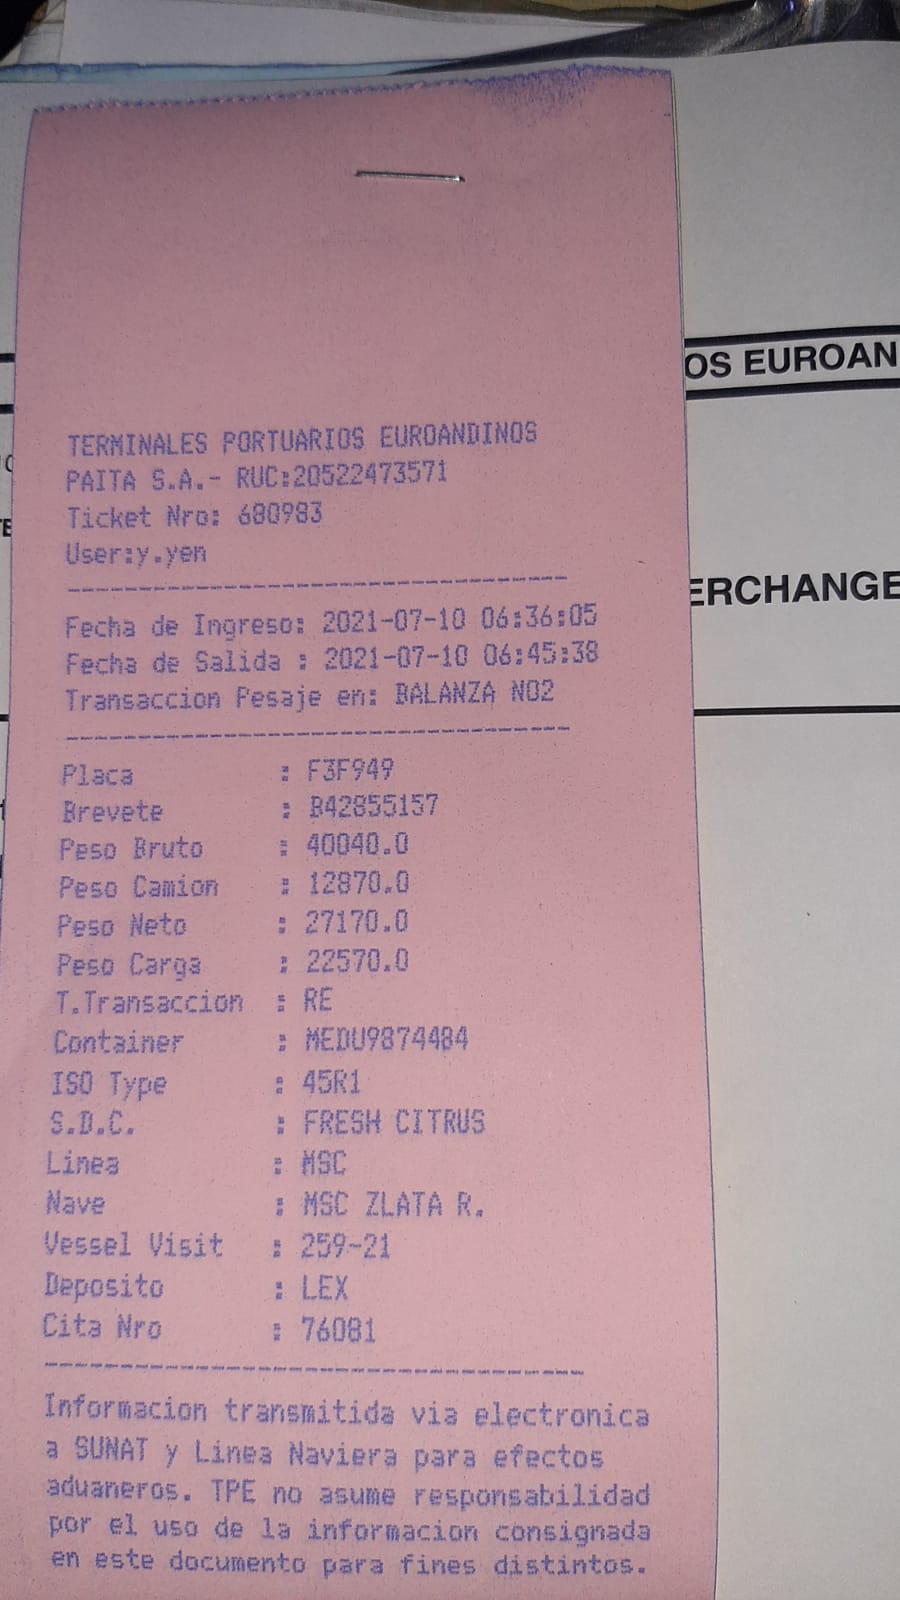 OS EUROAN
ERCHANGE
TERMINALES PORTUARIOS EUROANDINOS
PAITA S.A.- RUC:20522473571
Ticket Nro: 680983
User:y.yen
Fecha de Ingreso: 2021-07-10 06:36:05
Fecha de Salida : 2021-07-10 06:45:38
Transaccion Pesaje en: BALANZA NO2
Placa : F3F949
Brevete : B42855157
Peso Bruto : 40040.0
Peso Camion : 12870.0
Peso Neto : 27170.0
Peso Carga : 22570.0
T.Transaccion : RE
Container : MEDU9874484
ISO Type : 45R1
S.D.C. : FRESH CITRUS
Linea : MSC
Nave : MSC ZLATA R.
Vessel Visit : 259-21
Deposito : LEX
Cita Nro : 76081
Informacion transmitida via electronica
a SUNAT y Linea Naviera para efectos
aduaneros. TPE no asume responsabilidad
por el uso de la informacion consignada
en este documento para fines distintos.